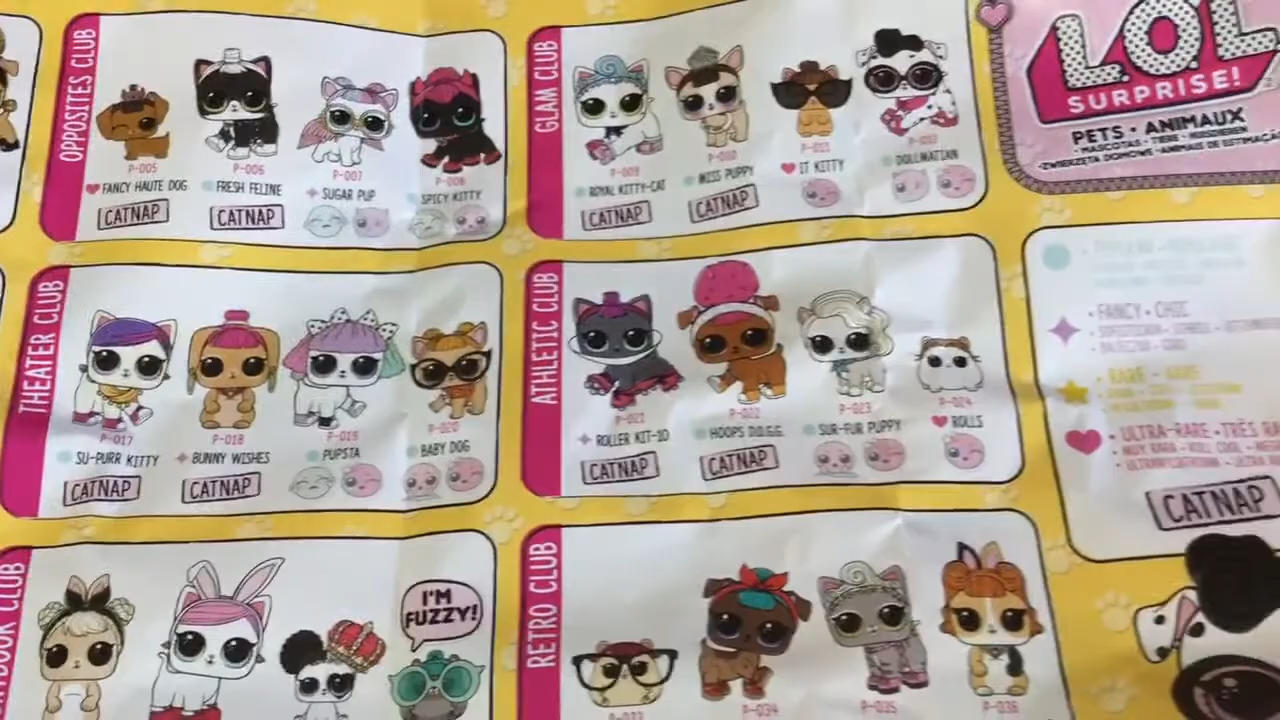 OPPOSITES CLUB
P-005
FANCY HAUTE DOG
CATNAP
P-006
FRESH FELINE
CATNAP
P-007
SUGAR PUP
P-008
SPICY KITTY
GLAM CLUB
P-009
ROYAL KITTY-CAT
CATNAP
P-010
MISS PUPPY
CATNAP
P-011
IT KITTY
P-012
DOLLMATIAN
L.O.L.
SURPRISE!
PETS • ANIMAUX
THEATER CLUB
P-017
SU-PURR KITTY
CATNAP
P-018
BUNNY WISHES
CATNAP
P-019
PUPSTA
P-020
BABY DOG
ATHLETIC CLUB
P-021
ROLLER KIT-10
CATNAP
P-022
HOOPS D.O.G.G.
CATNAP
P-023
SUR-FUR PUPPY
P-024
ROLLS
• FANCY • CHIC
• RARE • RARE
• ULTRA-RARE • TRÈS RA
CATNAP
CLUB
I'M
FUZZY!
RETRO CLUB
P-033
P-034
P-035
P-036